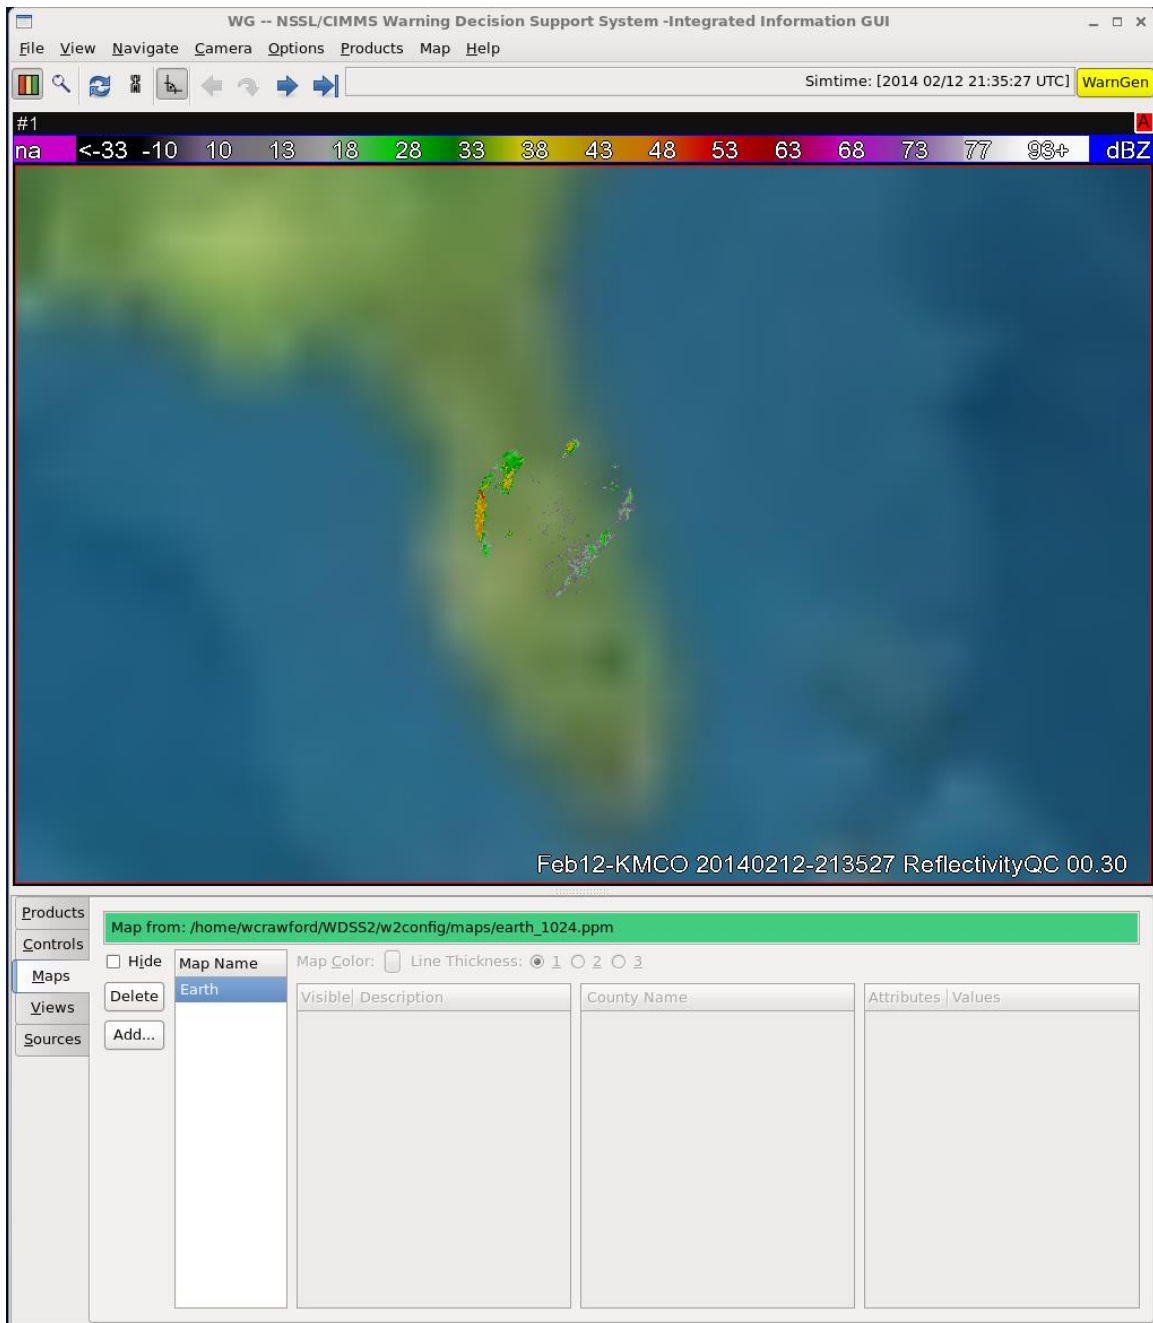 WG -- NSSL/CIMMS Warning Decision Support System -Integrated Information GUI
File View Navigate Camera Options Products Map Help
Simtime: [2014 02/12 21:35:27 UTC] WarnGen
#1 A
na <-33 -10 10 13 18 28 33 38 43 48 53 63 68 73 77 93+ dBZ
Feb12-KMCO 20140212-213527 ReflectivityQC 00.30
Products
Controls
Maps
Views
Sources
Map from: /home/wcrawford/WDSS2/w2config/maps/earth_1024.ppm
Hide
Delete
Add...
Map Name
Earth
Map Color: Line Thickness: 1 2 3
Visible Description
County Name
Attributes Values